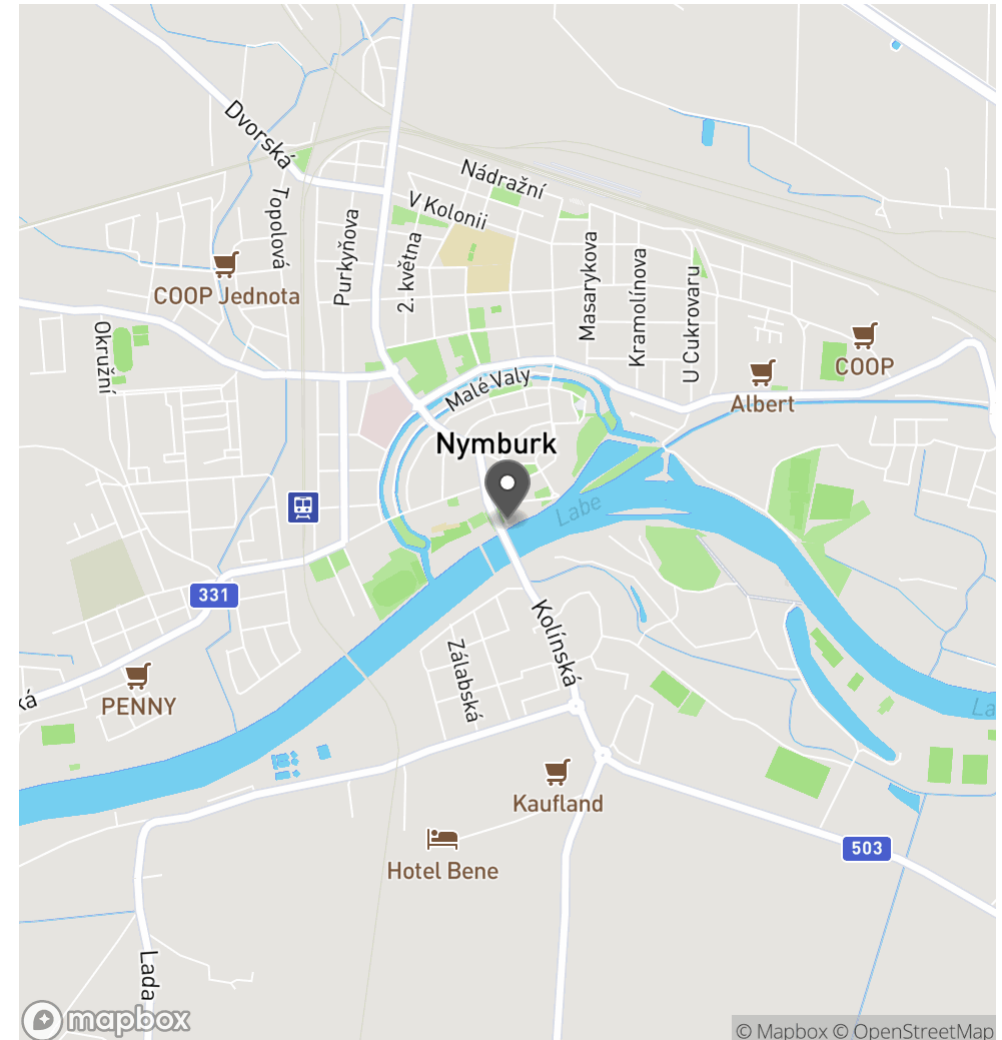 Dvorská
Nádražní
V Kolonii
Topolová
Purkyňova
2. května
Masarykova
Kramolínova
U Cukrovaru
COOP Jednota
Okružní
COOP
Albert
Malé Valy
Nymburk
Labe
331
Kolínská
Zálabská
PENNY
Kaufland
503
Hotel Bene
Lada
mapbox
© Mapbox © OpenStreetMap